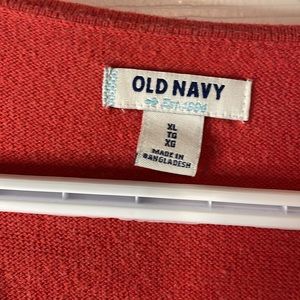 OLD NAVY
EST. 1994
XL
TG
XG
MADE IN
BANGLADESH